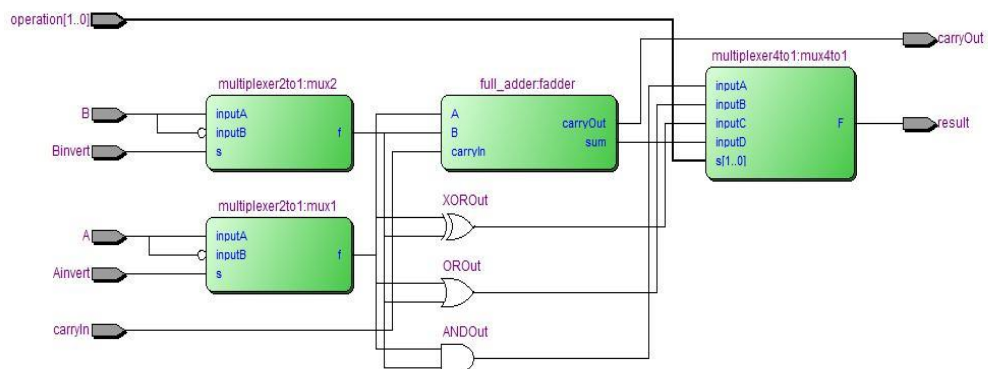 operation[1..0]
carryOut
multiplexer4to1:mux4to1
inputA
inputB
inputC
inputD
s[1..0]
F
result
multiplexer2to1:mux2
B
Binvert
inputA
inputB
s
f
full_adder:fadder
A
B
carryIn
carryOut
sum
multiplexer2to1:mux1
A
Ainvert
inputA
inputB
s
f
XOROut
OROut
ANDOut
carryIn